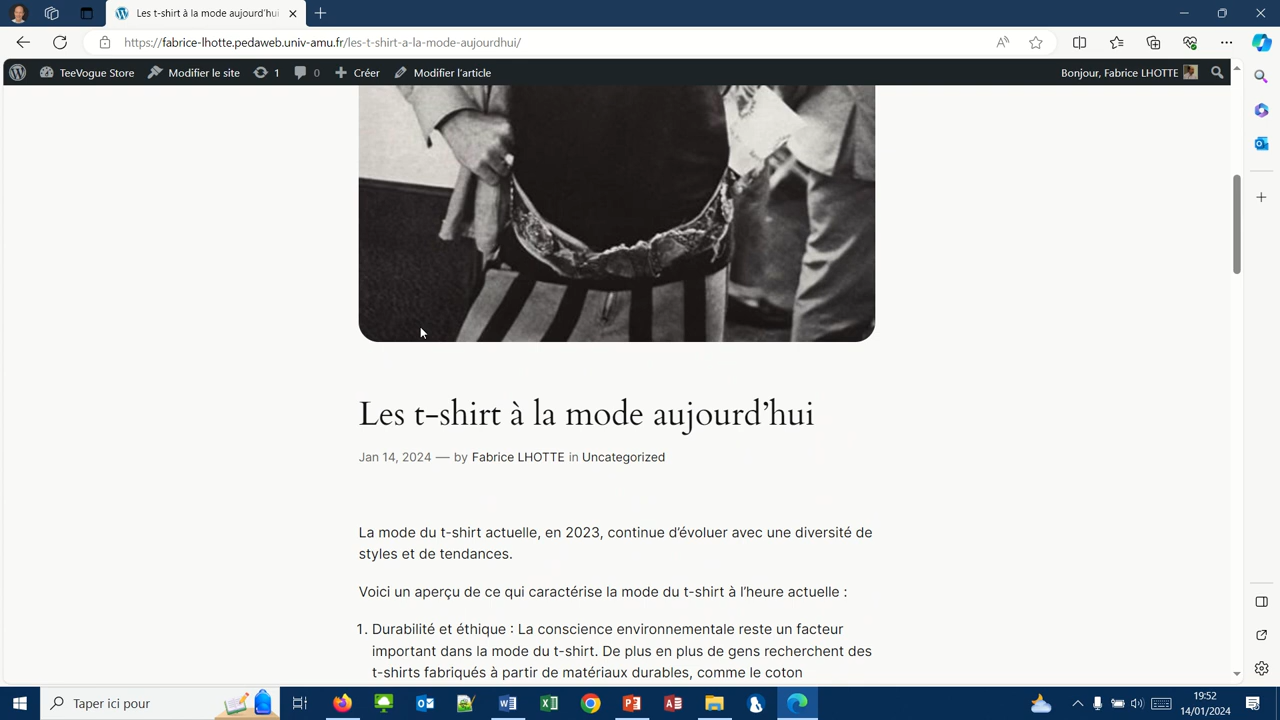 Les t-shirt à la mode aujourd'hui
https://fabrice-lhotte.pedaweb.univ-amu.fr/les-t-shirt-a-la-mode-aujourdhui/
TeeVogue Store
Modifier le site
1
0
Créer
Modifier l'article
Bonjour, Fabrice LHOTTE
Les t-shirt à la mode aujourd’hui
Jan 14, 2024 — by Fabrice LHOTTE in Uncategorized
La mode du t-shirt actuelle, en 2023, continue d’évoluer avec une diversité de
styles et de tendances.
Voici un aperçu de ce qui caractérise la mode du t-shirt à l’heure actuelle :
1. Durabilité et éthique : La conscience environnementale reste un facteur
important dans la mode du t-shirt. De plus en plus de gens recherchent des
t-shirts fabriqués à partir de matériaux durables, comme le coton
Taper ici pour
19:52
14/01/2024